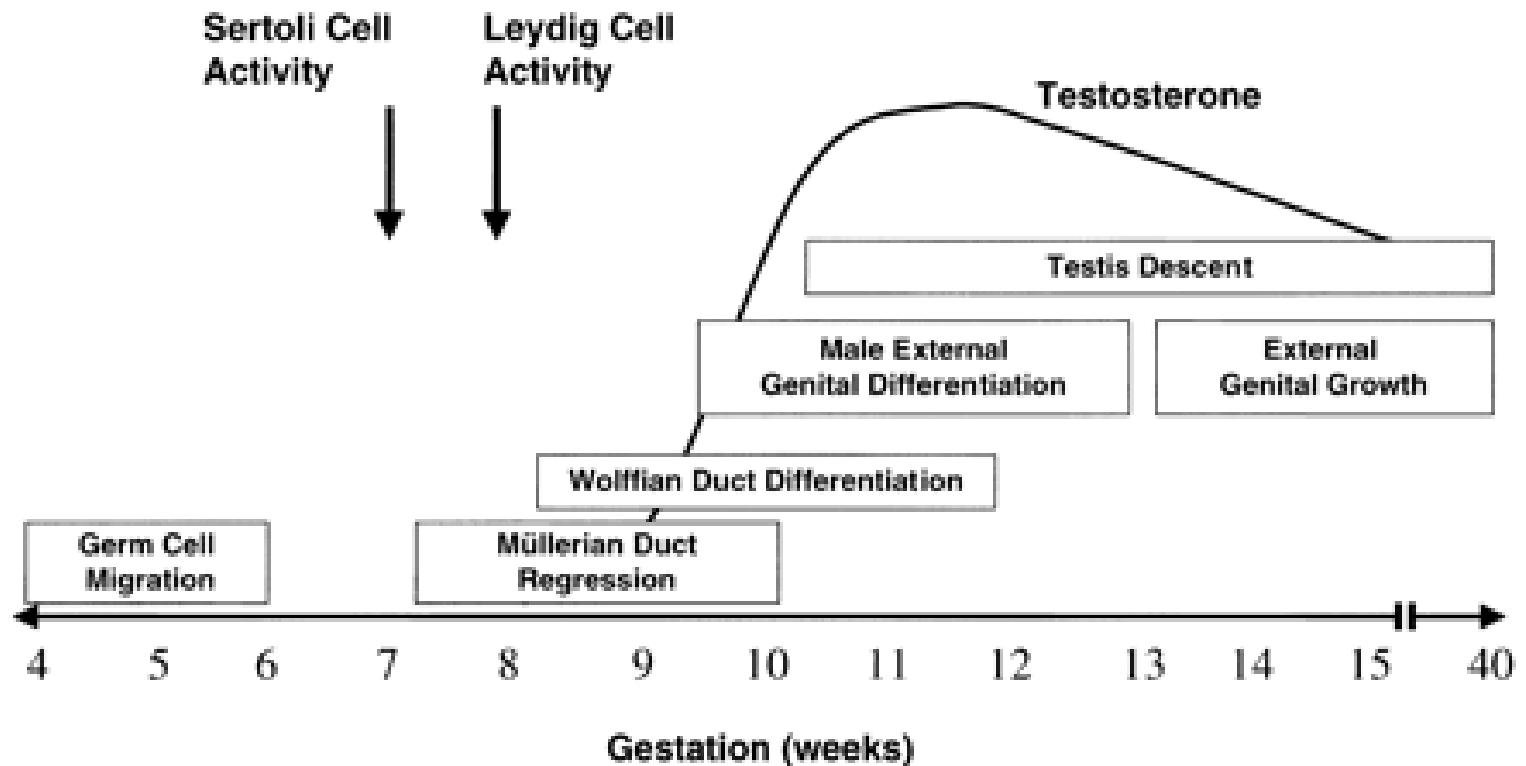 Sertoli Cell
Activity
Leydig Cell
Activity
Testosterone
Testis Descent
Male External
Genital Differentiation
External
Genital Growth
Wolffian Duct Differentiation
Germ Cell
Migration
Müllerian Duct
Regression
4 5 6 7 8 9 10 11 12 13 14 15 40
Gestation (weeks)